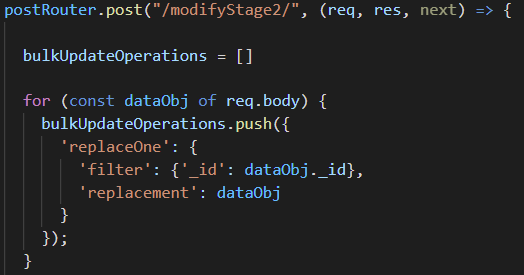 postRouter.post("/modifyStage2/", (req, res, next) => {
bulkUpdateOperations = []
for (const dataObj of req.body) {
bulkUpdateOperations.push({
'replaceOne': {
'filter': {'_id': dataObj._id},
'replacement': dataObj
}
});
}